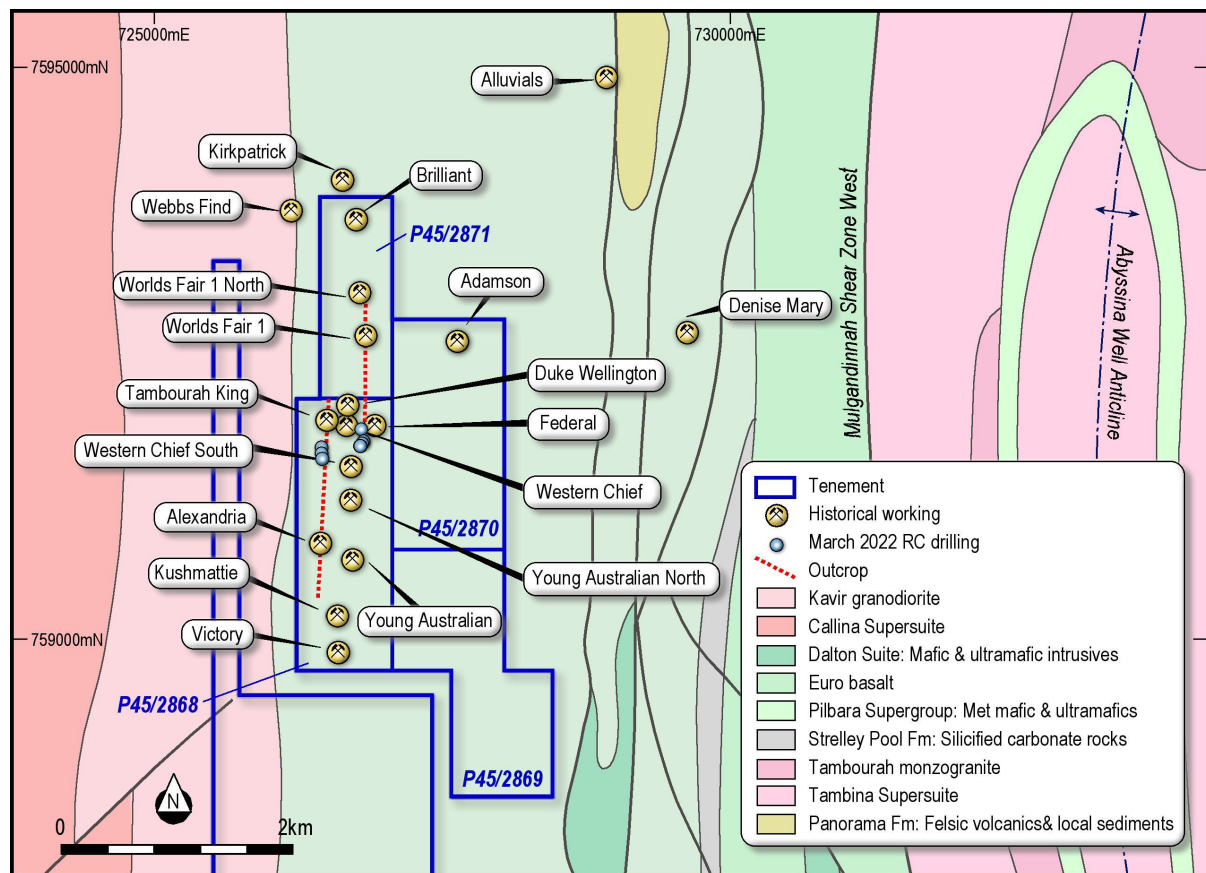 725000mE
730000mE
7595000mN
Alluvials
Kirkpatrick
Brilliant
Webbs Find
P45/2871
Worlds Fair 1 North
Adamson
Denise Mary
Worlds Fair 1
Mulgandinnah Shear Zone West
Abyssina Well Anticline
Duke Wellington
Tambourah King
Federal
Western Chief South
Western Chief
Alexandria
P45/2870
Kushmattie
Young Australian North
Young Australian
Victory
759000mN
P45/2868
P45/2869
N
0
2km
Tenement
Historical working
March 2022 RC drilling
Outcrop
Kavir granodiorite
Callina Supersuite
Dalton Suite: Mafic & ultramafic intrusives
Euro basalt
Pilbara Supergroup: Met mafic & ultramafics
Strelley Pool Fm: Silicified carbonate rocks
Tambourah monzogranite
Tambina Supersuite
Panorama Fm: Felsic volcanics& local sediments